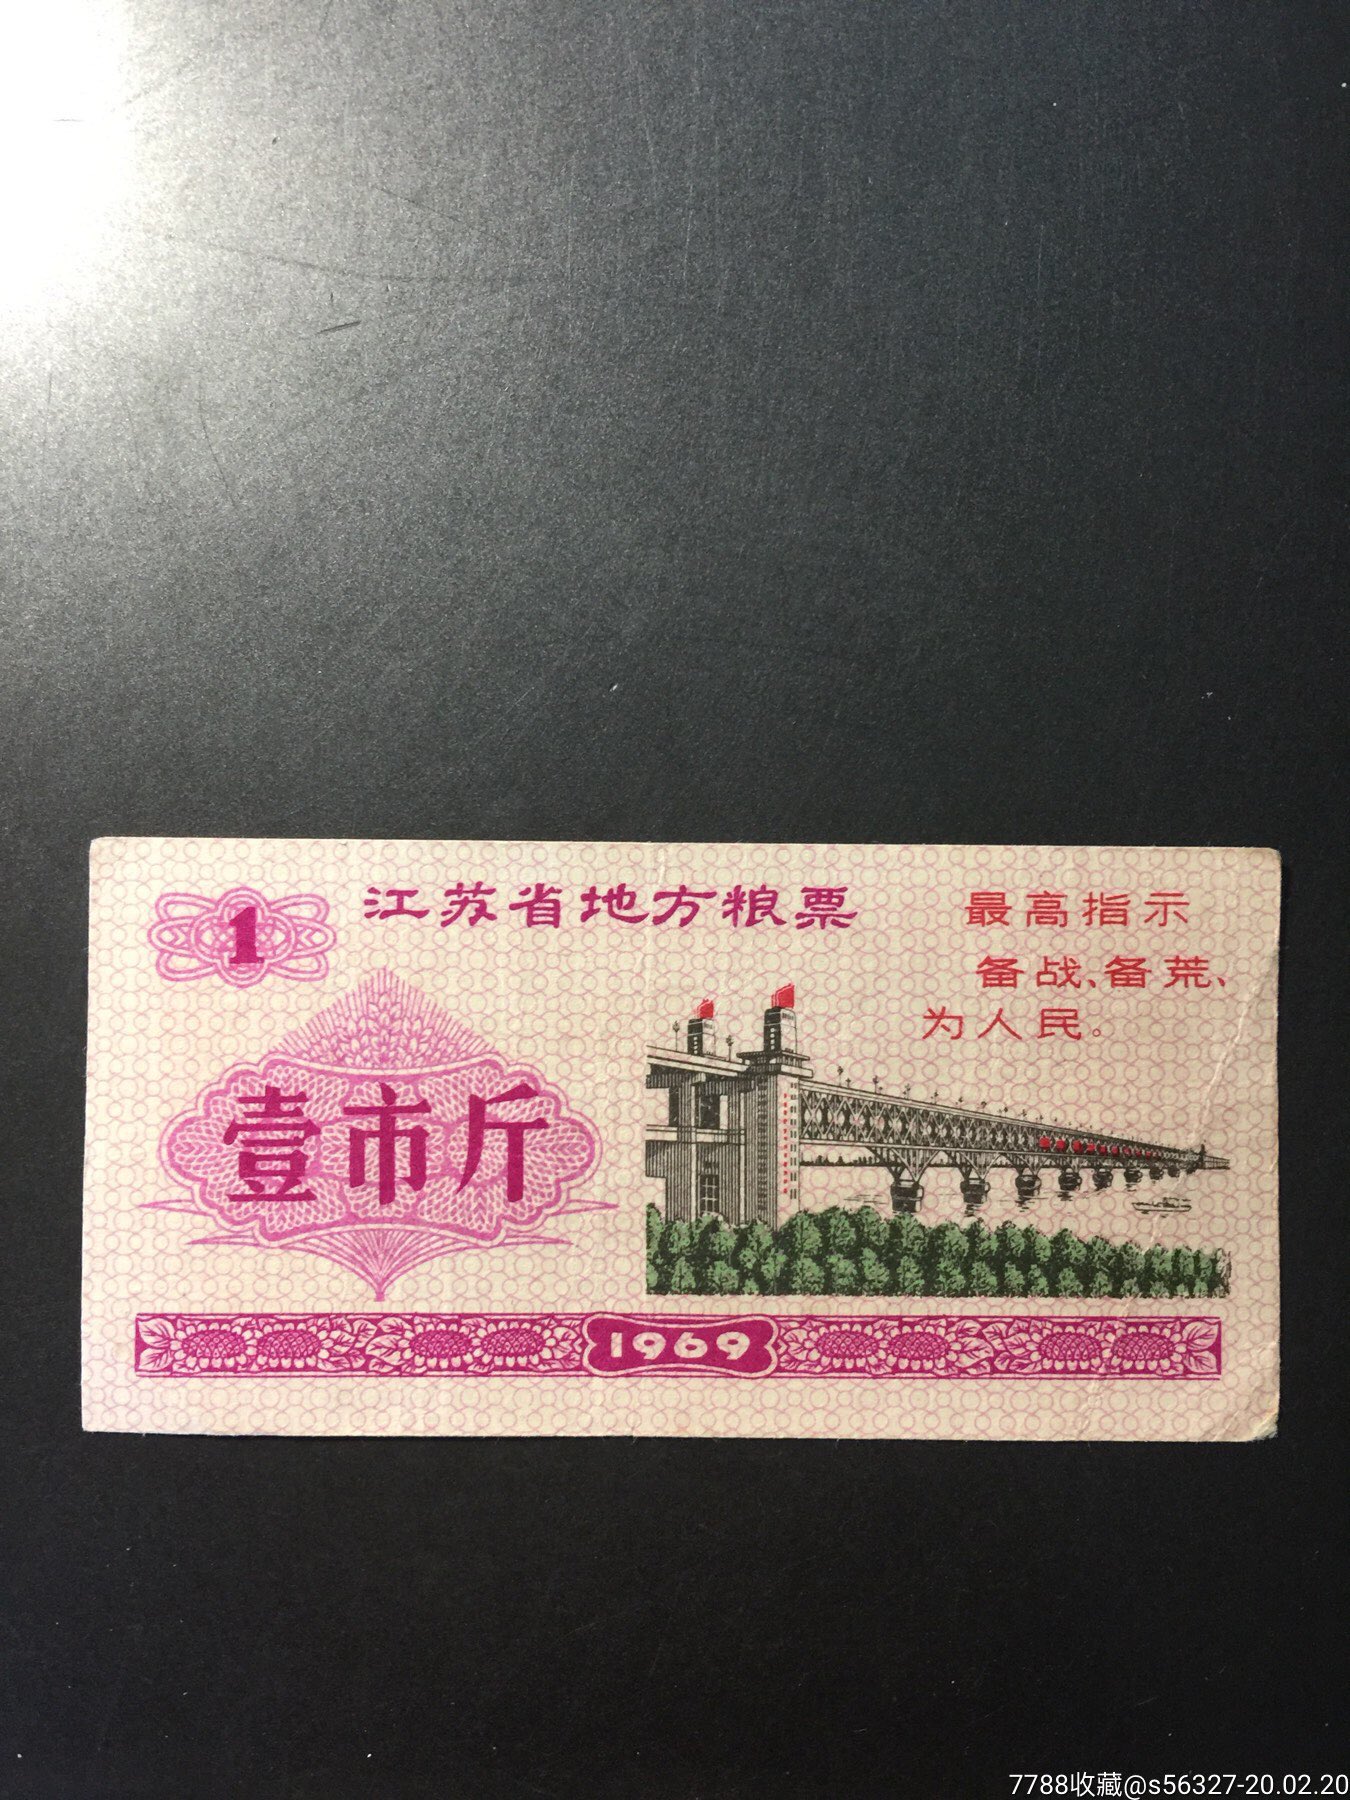 1
江苏省地方粮票
最高指示
备战、备荒、
为人民。
壹市斤
1969
7788收藏@s56327-20.02.20